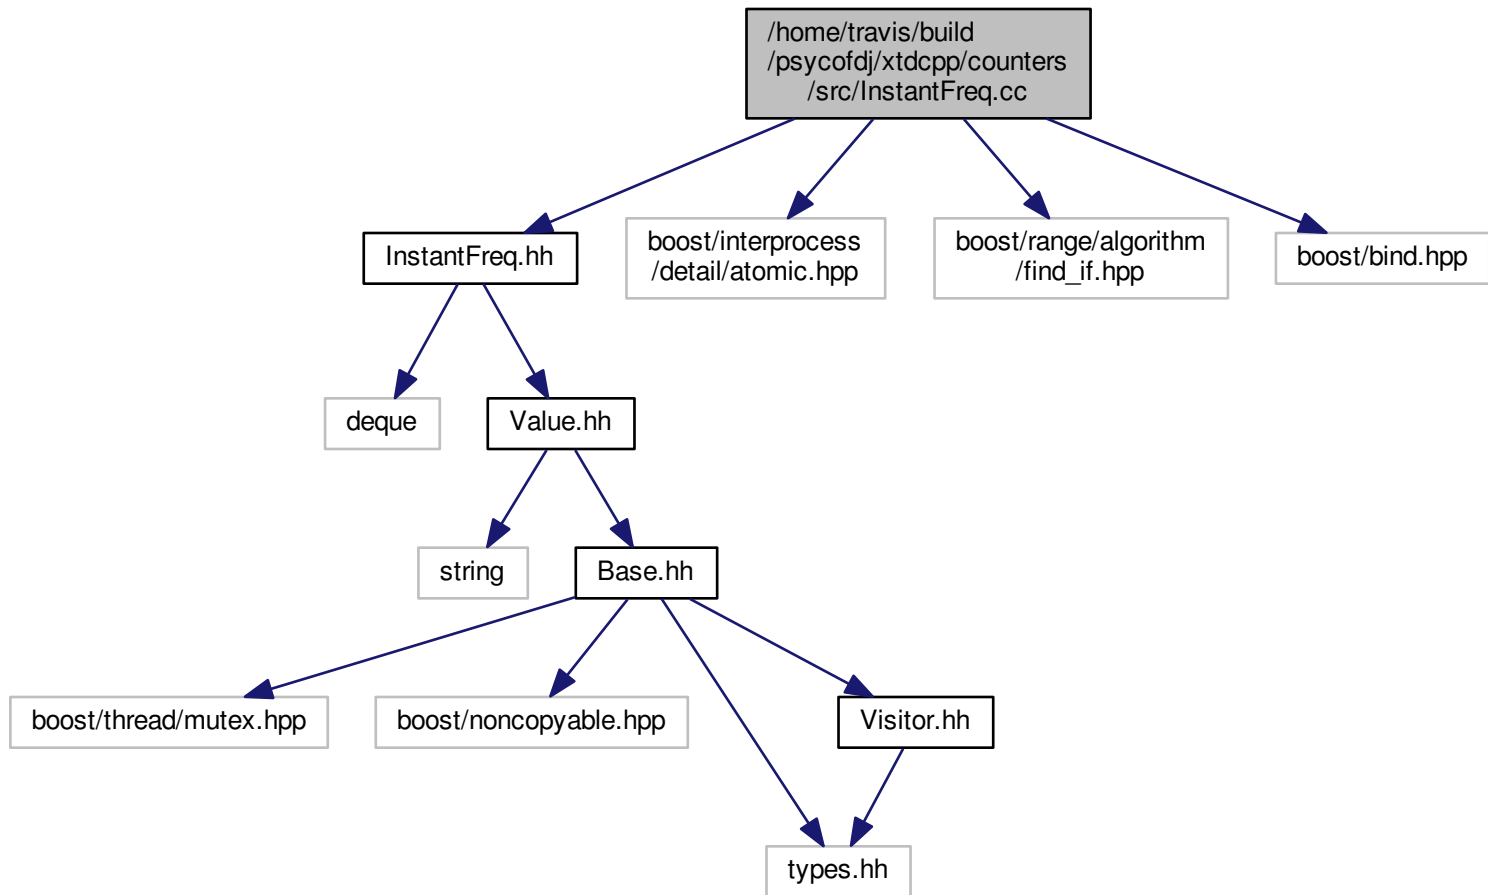 /home/travis/build
/psycofdj/xtdcpp/counters
/src/InstantFreq.cc
InstantFreq.hh
boost/interprocess
/detail/atomic.hpp
boost/range/algorithm
/find_if.hpp
boost/bind.hpp
deque
Value.hh
string
Base.hh
boost/thread/mutex.hpp
boost/noncopyable.hpp
Visitor.hh
types.hh